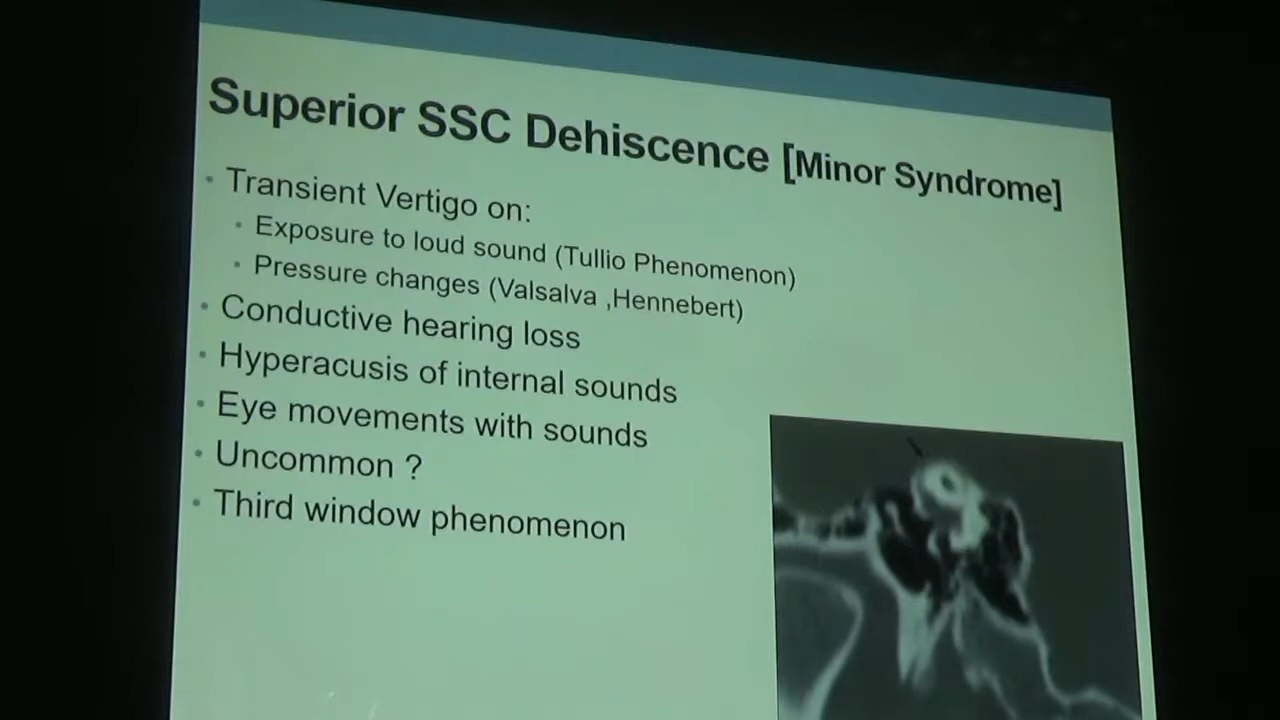 Superior SSC Dehiscence [Minor Syndrome]
• Transient Vertigo on:
• Exposure to loud sound (Tullio Phenomenon)
• Pressure changes (Valsalva ,Hennebert)
• Conductive hearing loss
• Hyperacusis of internal sounds
• Eye movements with sounds
• Uncommon ?
• Third window phenomenon